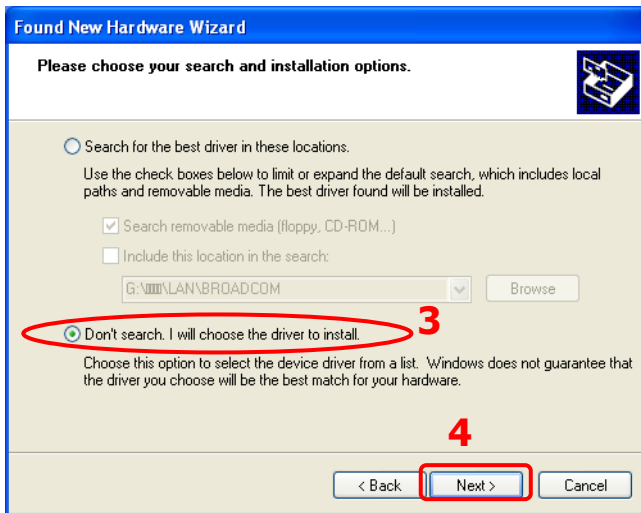 Found New Hardware Wizard
Please choose your search and installation options.
Search for the best driver in these locations.
Use the check boxes below to limit or expand the default search, which includes local
paths and removable media. The best driver found will be installed.
Search removable media (floppy, CD-ROM...)
Include this location in the search:
Browse
Don't search. I will choose the driver to install.
3
Choose this option to select the device driver from a list. Windows does not guarantee that
the driver you choose will be the best match for your hardware.
4
< Back
Next >
Cancel